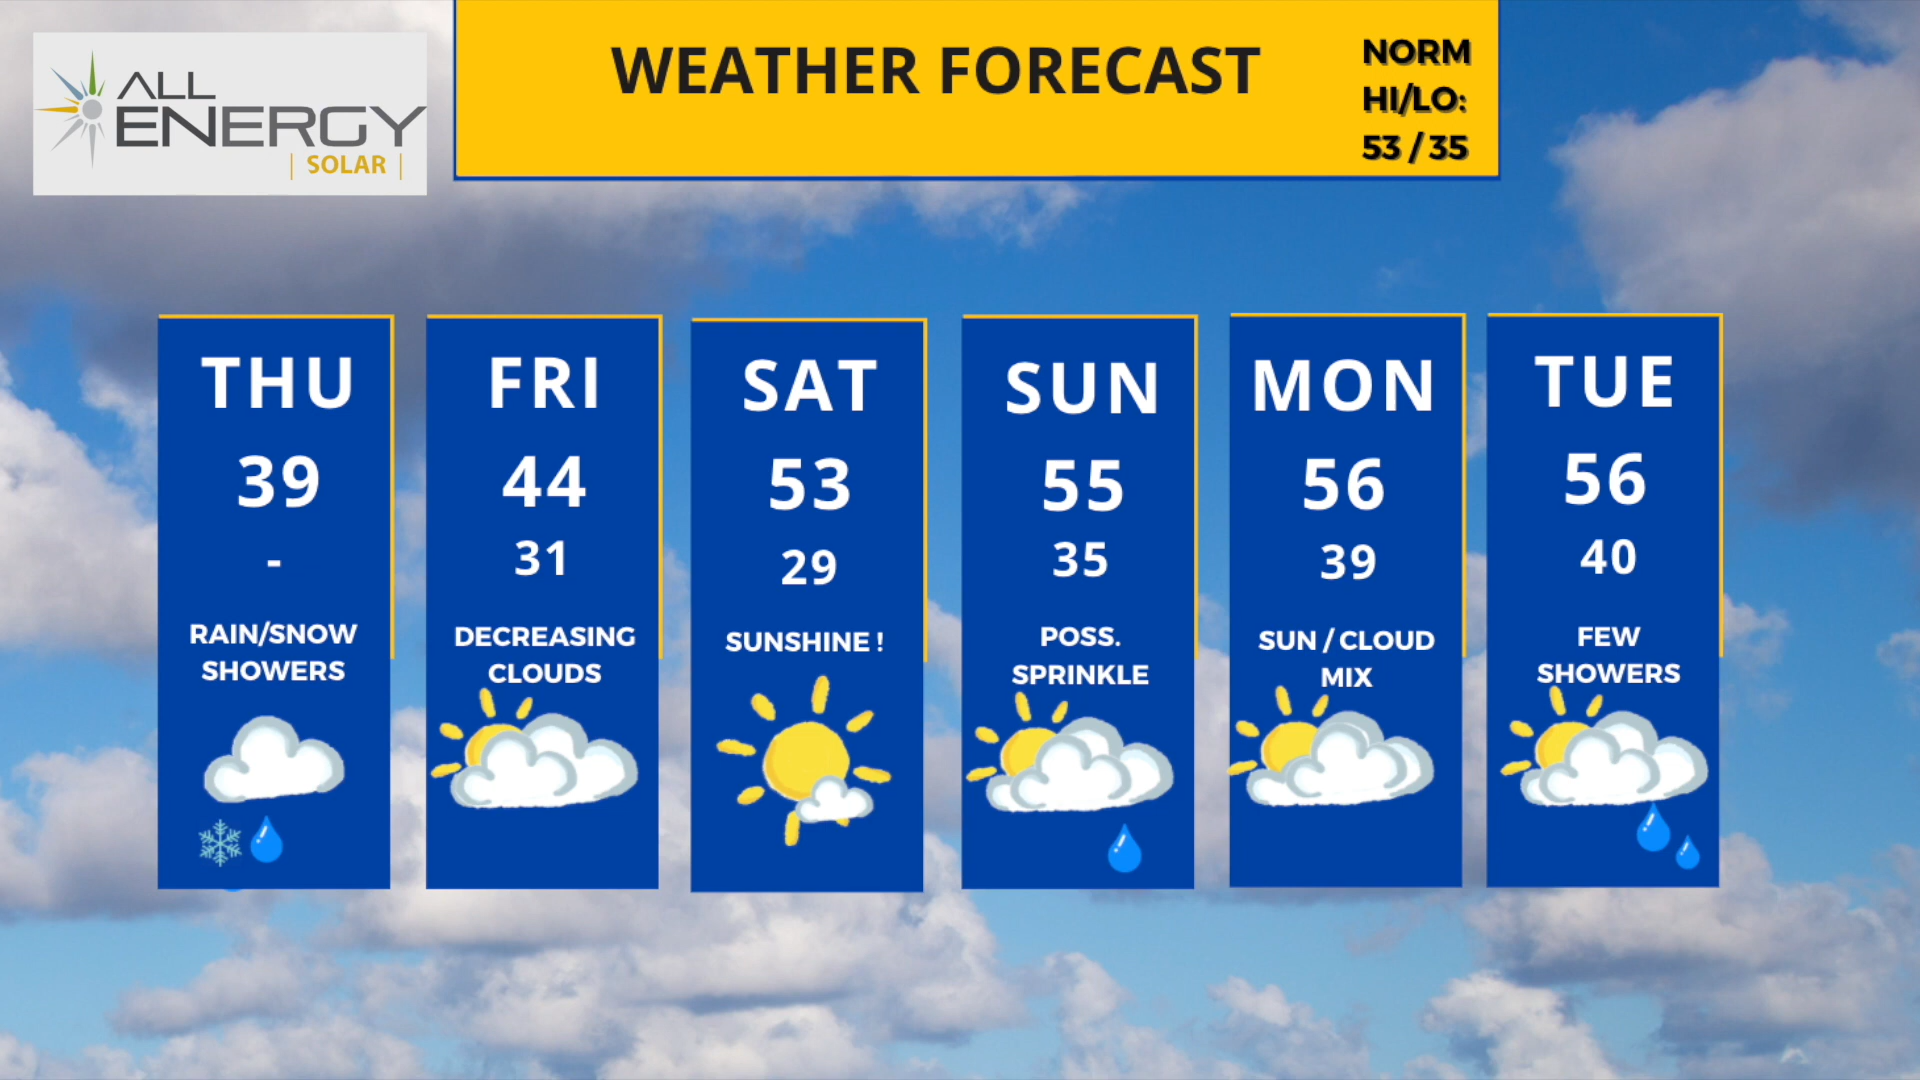 ALL
ENERGY
| SOLAR |
WEATHER FORECAST
NORM
HI/LO:
53 / 35
THU
39
-
RAIN/SNOW
SHOWERS
FRI
44
31
DECREASING
CLOUDS
SAT
53
29
SUNSHINE !
SUN
55
35
POSS.
SPRINKLE
MON
56
39
SUN / CLOUD
MIX
TUE
56
40
FEW
SHOWERS